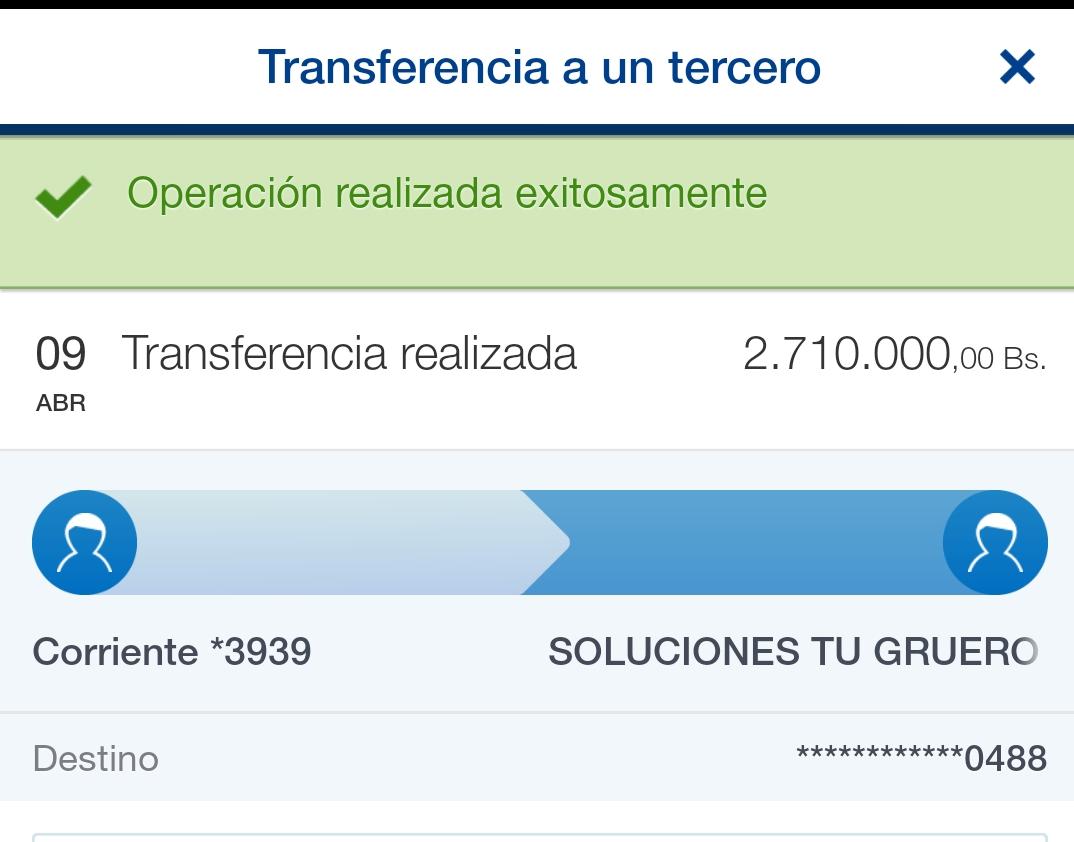 Transferencia a un tercero
Operación realizada exitosamente
09 Transferencia realizada 2.710.000,00 Bs.
ABR
Corriente *3939 SOLUCIONES TU GRUERO
Destino ************0488